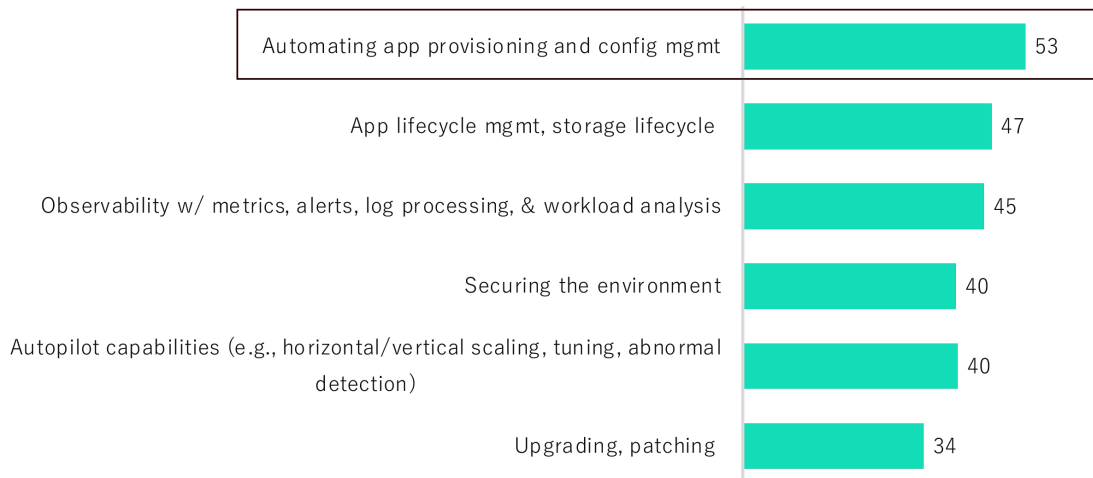 Automating app provisioning and config mgmt 53
App lifecycle mgmt, storage lifecycle 47
Observability w/ metrics, alerts, log processing, & workload analysis 45
Securing the environment 40
Autopilot capabilities (e.g., horizontal/vertical scaling, tuning, abnormal
detection) 40
Upgrading, patching 34